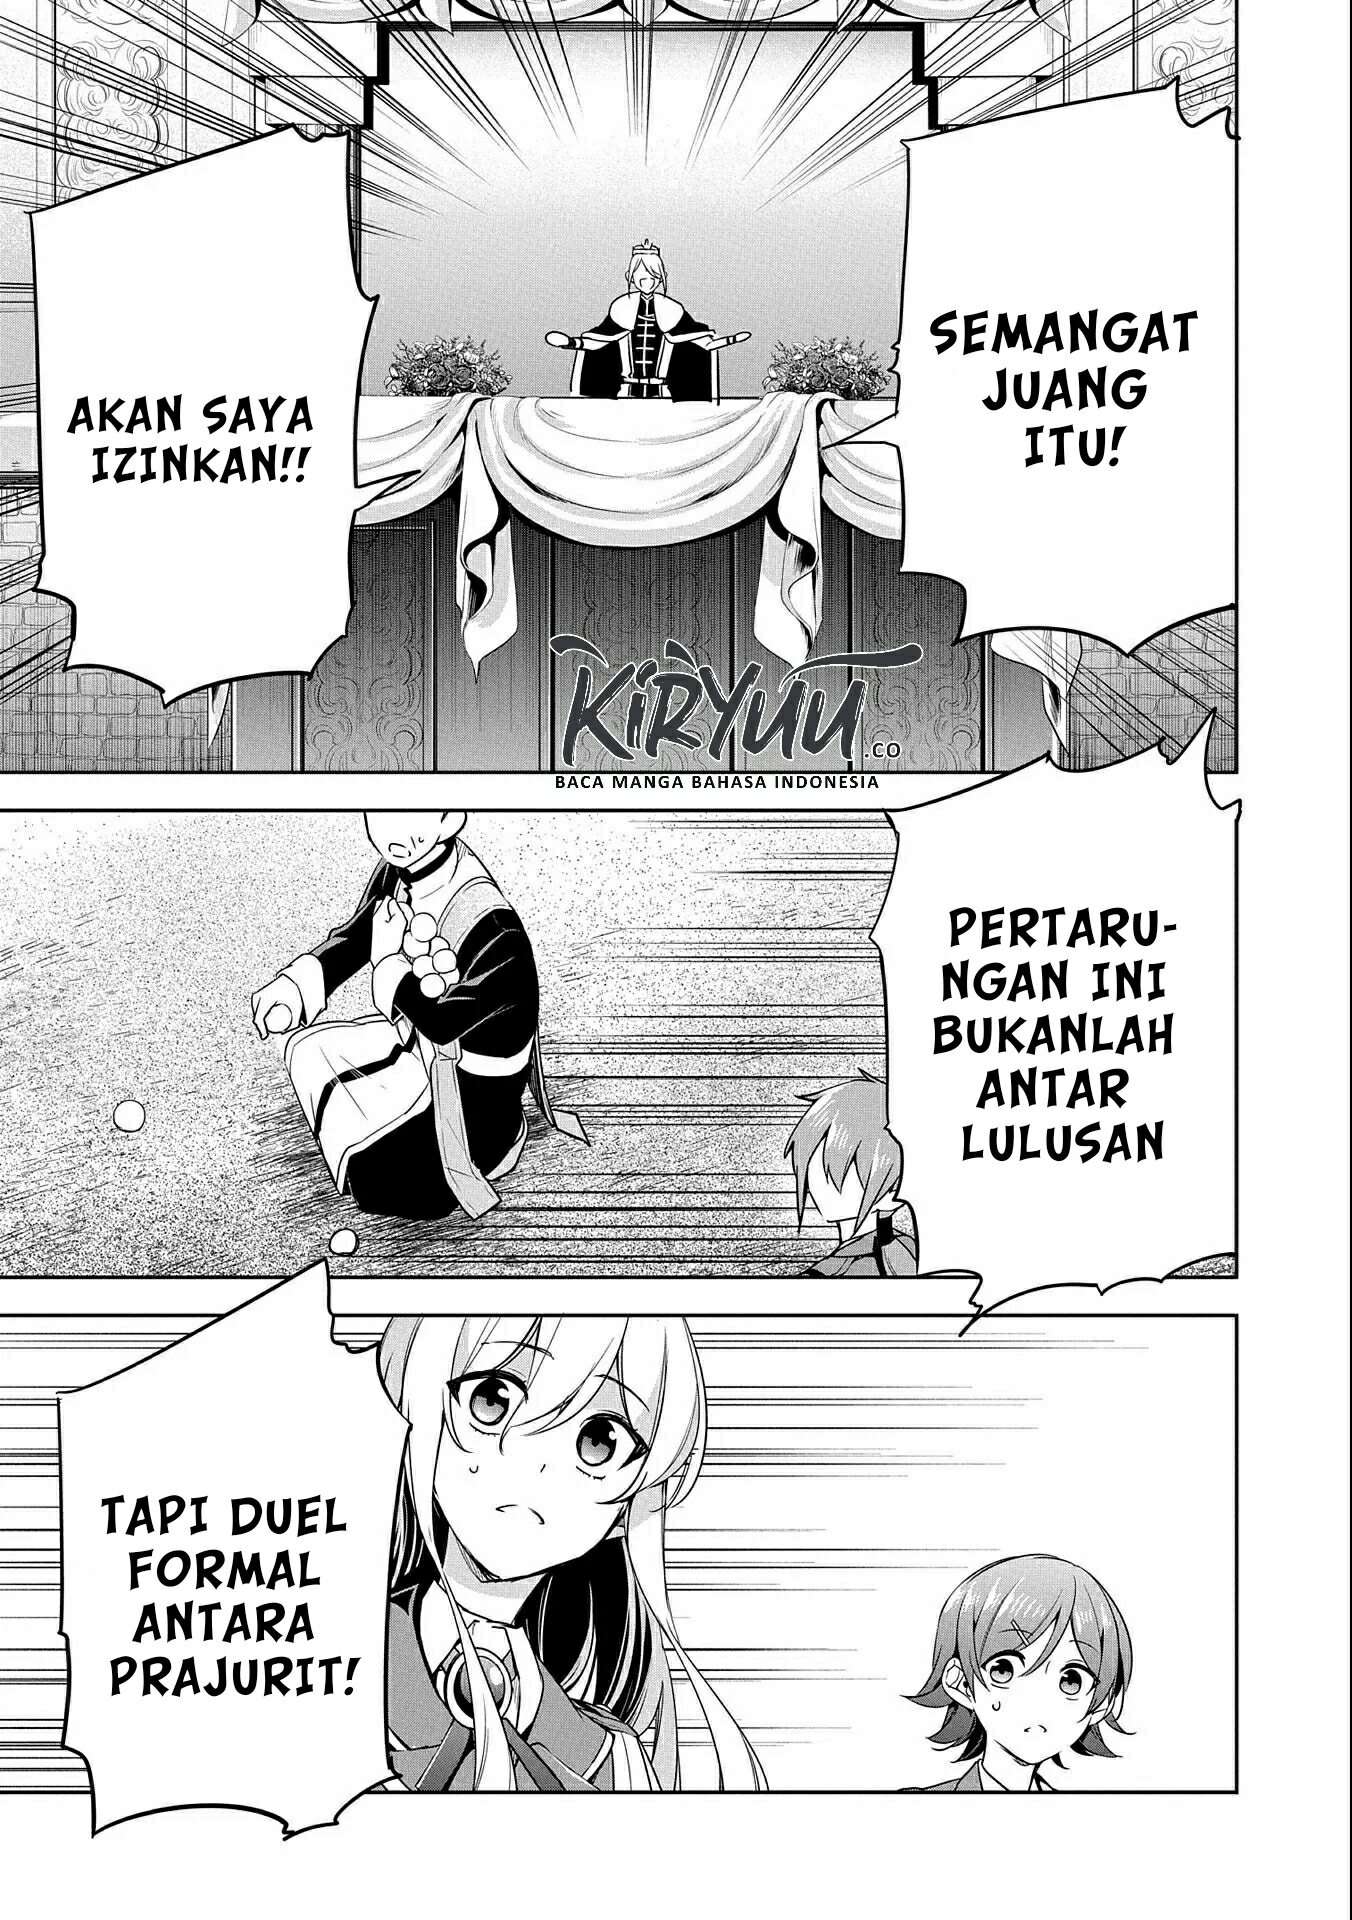 SEMANGAT
JUANG
ITU!
AKAN SAYA
IZINKAN!!
KIRYUU.CO
BACA MANGA BAHASA INDONESIA
PERTARU-
NGAN INI
BUKANLAH
ANTAR
LULUSAN
TAPI DUEL
FORMAL
ANTARA
PRAJURIT!